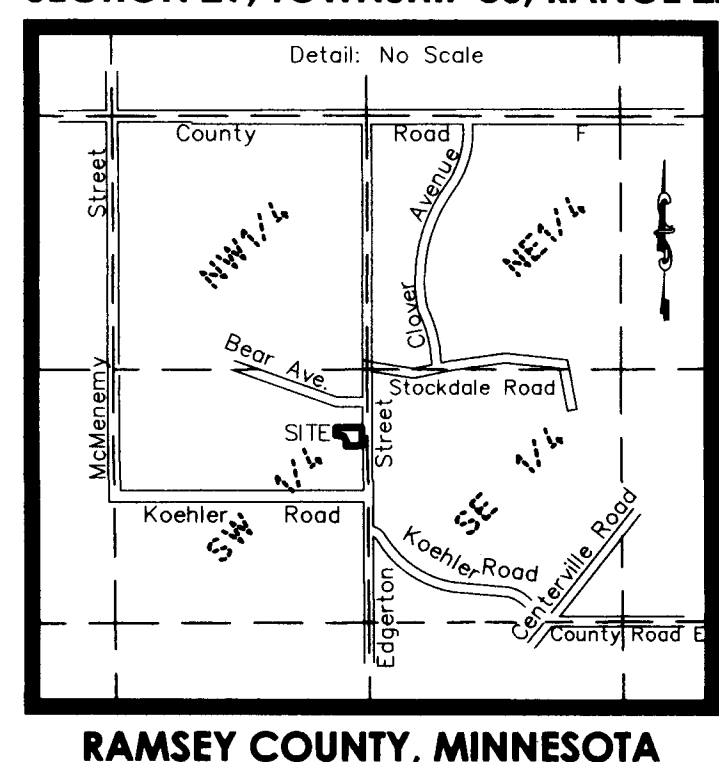 Detail: No Scale
County Road F
Street
Avenue
NW1/4
NE1/4
Clover
Bear Ave.
Stockdale Road
McMenemy
SITE
Street
SW 1/4
SE 1/4
Koehler Road
Koehler Road
Centerville Road
Edgerton
County Road E
RAMSEY COUNTY, MINNESOTA